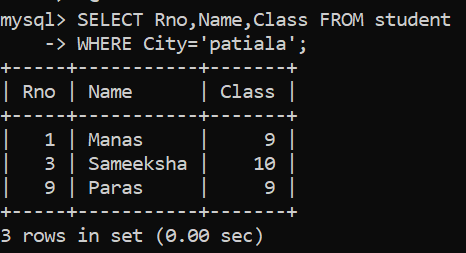 mysql> SELECT Rno,Name,Class FROM student
    -> WHERE City='patiala';
+-----+-----------+-------+
| Rno | Name      | Class |
+-----+-----------+-------+
|   1 | Manas     |     9 |
|   3 | Sameeksha |    10 |
|   9 | Paras     |     9 |
+-----+-----------+-------+
3 rows in set (0.00 sec)